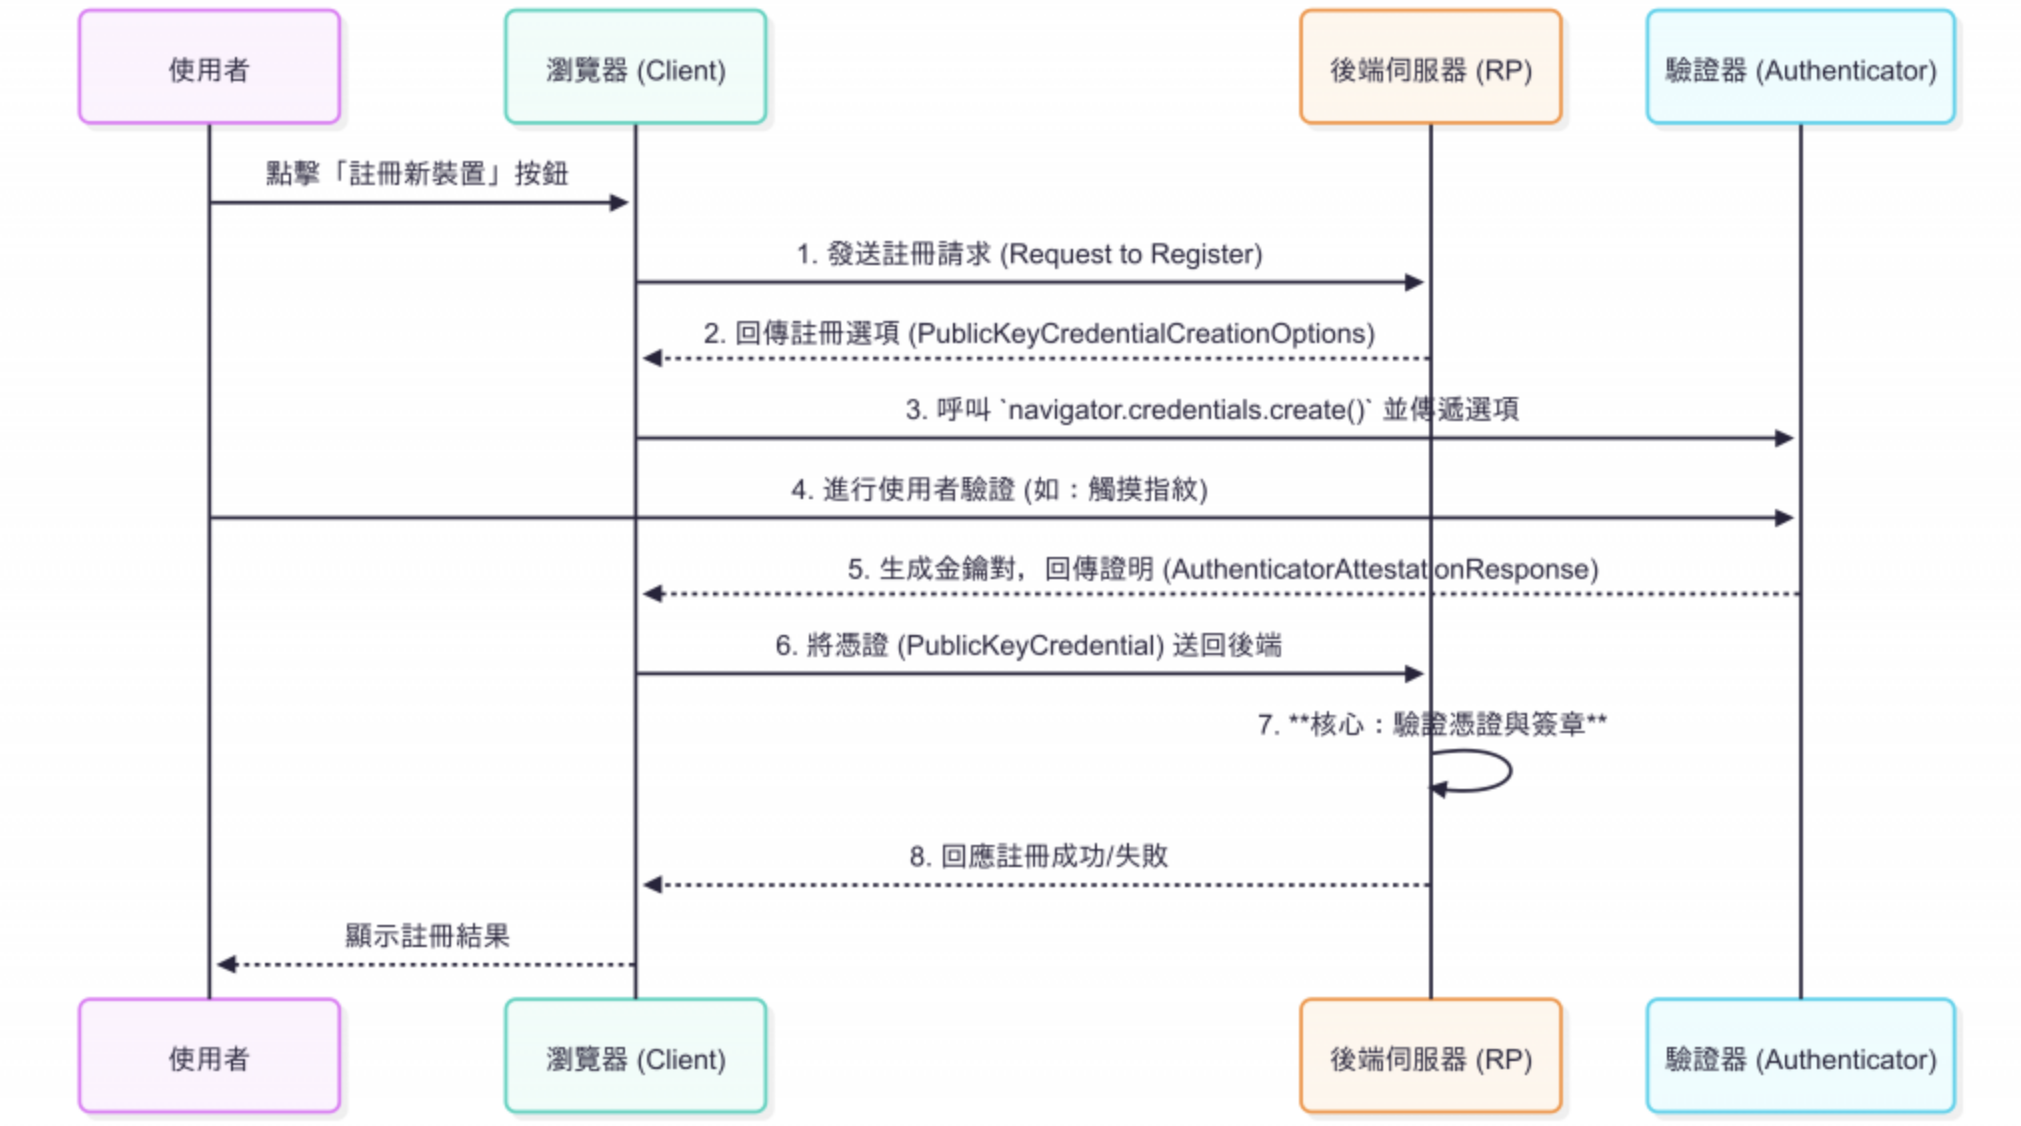 使用者
瀏覽器 (Client)
後端伺服器 (RP)
驗證器 (Authenticator)
點擊「註冊新裝置」按鈕
1. 發送註冊請求 (Request to Register)
2. 回傳註冊選項 (PublicKeyCredentialCreationOptions)
3. 呼叫 `navigator.credentials.create()` 並傳遞選項
4. 進行使用者驗證 (如：觸摸指紋)
5. 生成金鑰對，回傳證明 (AuthenticatorAttestationResponse)
6. 將憑證 (PublicKeyCredential) 送回後端
7. **核心：驗證憑證與簽章**
8. 回應註冊成功/失敗
顯示註冊結果
使用者
瀏覽器 (Client)
後端伺服器 (RP)
驗證器 (Authenticator)